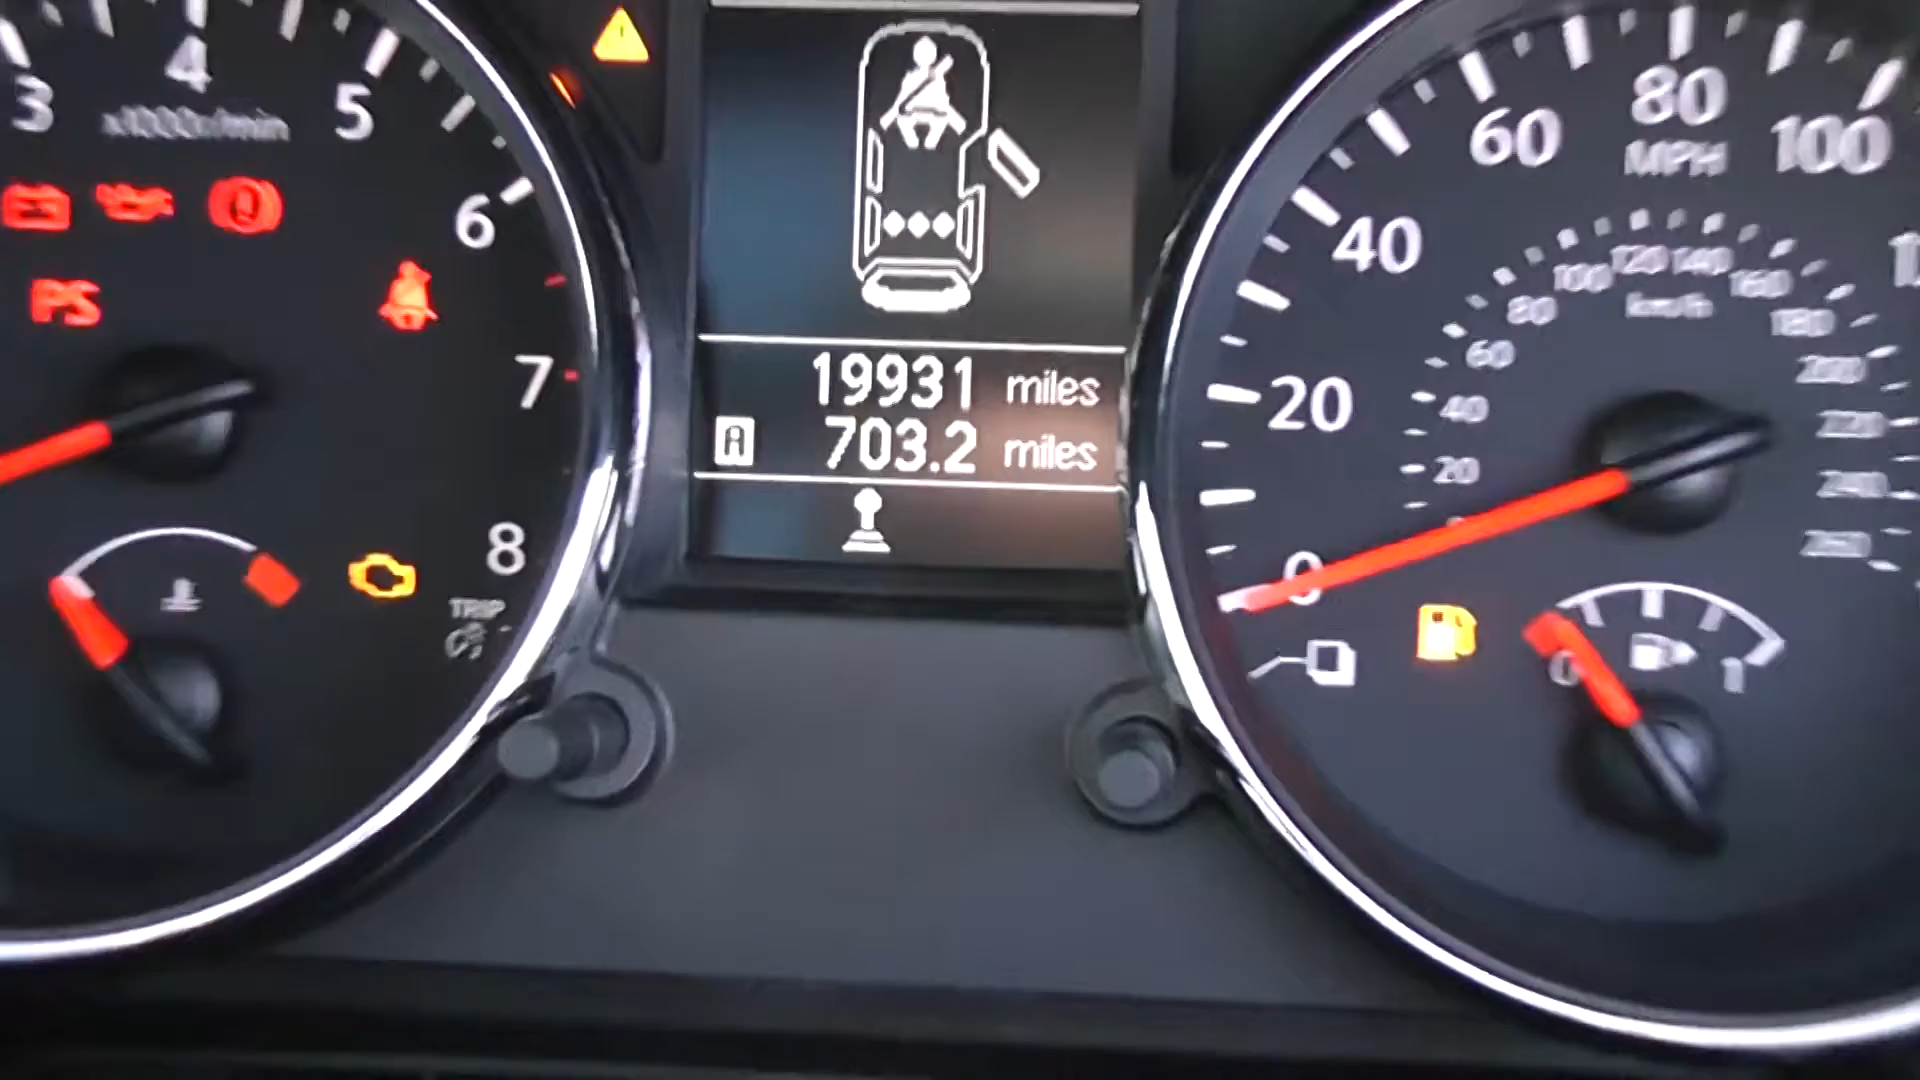 3 4 5 6 7 8
x1000r/min
PS
TRIP
19931 miles
A 703.2 miles
0 20 40 60 80 100
MPH
20 40 60 80 100 120 140 160 180 200 220 240 260
km/h
0 1